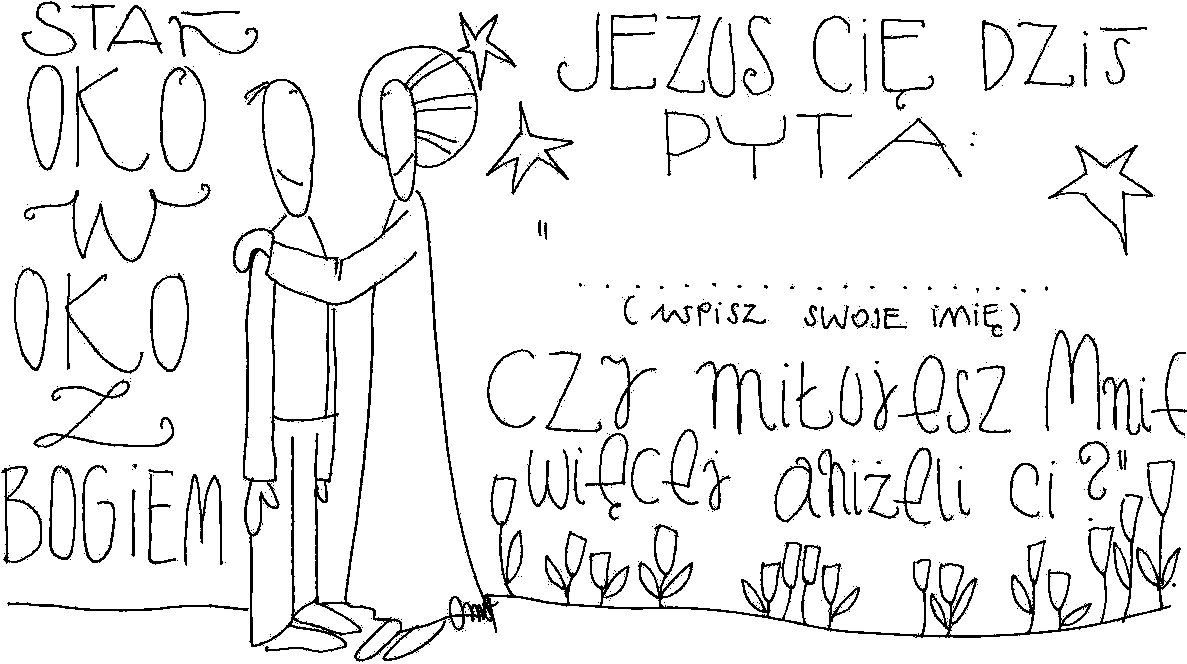 STAŃ
OKO
W
OKO
Z
BOGiEM
JEZUS CiĘ DZiŚ
PYTA:
"..................
(WPiSZ SWOJE iMiĘ)
Czy miłujesz Mnie
więcej aniżeli ci?"